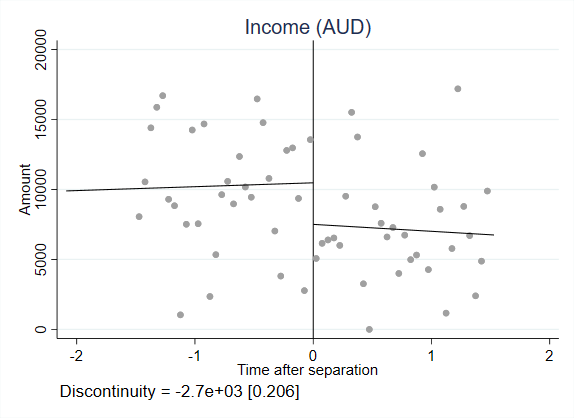 Income (AUD)
20000
15000
10000
5000
0
Amount
-2 -1 0 1 2
Time after separation
Discontinuity = -2.7e+03 [0.206]